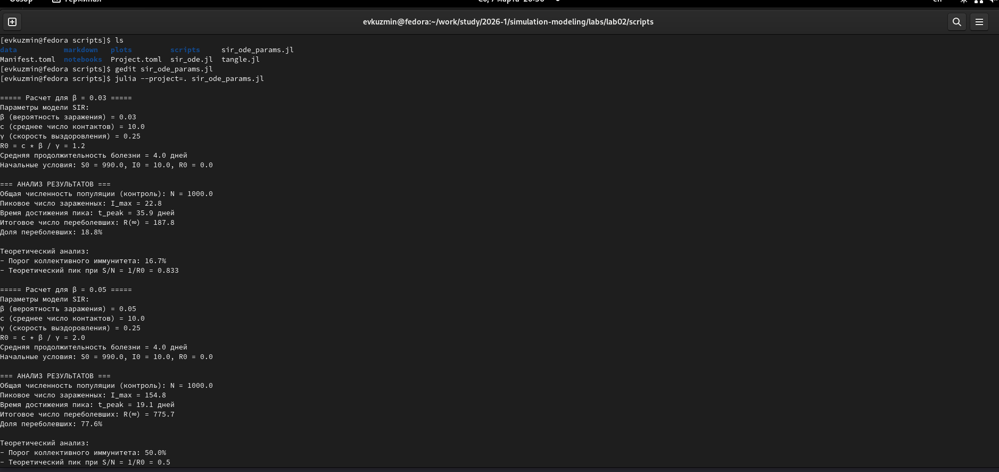 Обзор Терминал Сб, 7 марта 20:50 en
evkuzmin@fedora:~/work/study/2026-1/simulation-modeling/labs/lab02/scripts
[evkuzmin@fedora scripts]$ ls
data markdown plots scripts sir_ode_params.jl
Manifest.toml notebooks Project.toml sir_ode.jl tangle.jl
[evkuzmin@fedora scripts]$ gedit sir_ode_params.jl
[evkuzmin@fedora scripts]$ julia --project=. sir_ode_params.jl
===== Расчет для β = 0.03 =====
Параметры модели SIR:
β (вероятность заражения) = 0.03
c (среднее число контактов) = 10.0
γ (скорость выздоровления) = 0.25
R0 = c * β / γ = 1.2
Средняя продолжительность болезни = 4.0 дней
Начальные условия: S0 = 990.0, I0 = 10.0, R0 = 0.0
=== АНАЛИЗ РЕЗУЛЬТАТОВ ===
Общая численность популяции (контроль): N = 1000.0
Пиковое число зараженных: I_max = 22.8
Время достижения пика: t_peak = 35.9 дней
Итоговое число переболевших: R(∞) = 187.8
Доля переболевших: 18.8%
Теоретический анализ:
- Порог коллективного иммунитета: 16.7%
- Теоретический пик при S/N = 1/R0 = 0.833
===== Расчет для β = 0.05 =====
Параметры модели SIR:
β (вероятность заражения) = 0.05
c (среднее число контактов) = 10.0
γ (скорость выздоровления) = 0.25
R0 = c * β / γ = 2.0
Средняя продолжительность болезни = 4.0 дней
Начальные условия: S0 = 990.0, I0 = 10.0, R0 = 0.0
=== АНАЛИЗ РЕЗУЛЬТАТОВ ===
Общая численность популяции (контроль): N = 1000.0
Пиковое число зараженных: I_max = 154.8
Время достижения пика: t_peak = 19.1 дней
Итоговое число переболевших: R(∞) = 775.7
Доля переболевших: 77.6%
Теоретический анализ:
- Порог коллективного иммунитета: 50.0%
- Теоретический пик при S/N = 1/R0 = 0.5